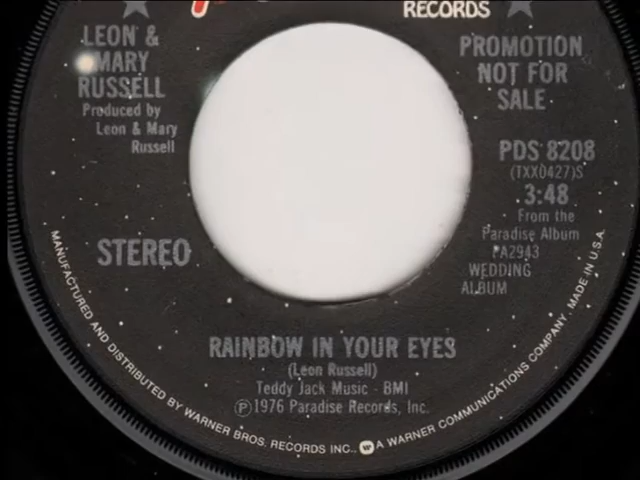 RECORDS
LEON &
MARY
RUSSELL
Produced by
Leon & Mary
Russell
PROMOTION
NOT FOR
SALE
PDS 8208
(TXX0427)S
3:48
From the
Paradise Album
PA2943
WEDDING
ALBUM
STEREO
RAINBOW IN YOUR EYES
(Leon Russell)
Teddy Jack Music - BMI
Ⓟ1976 Paradise Records, Inc.
MANUFACTURED AND DISTRIBUTED BY WARNER BROS. RECORDS INC., A WARNER COMMUNICATIONS COMPANY. MADE IN U.S.A.